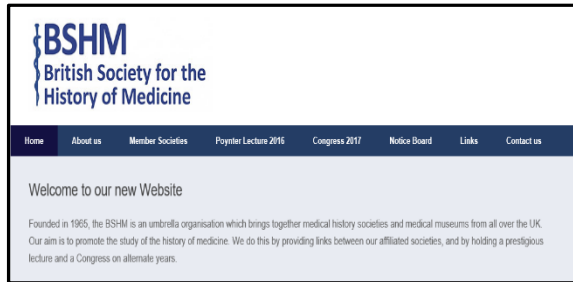 BSHM
British Society for the
History of Medicine
Home About us Member Societies Poynter Lecture 2016 Congress 2017 Notice Board Links Contact us
Welcome to our new Website
Founded in 1965, the BSHM is an umbrella organisation which brings together medical history societies and medical museums from all over the UK.
Our aim is to promote the study of the history of medicine. We do this by providing links between our affiliated societies, and by holding a prestigious
lecture and a Congress on alternate years.